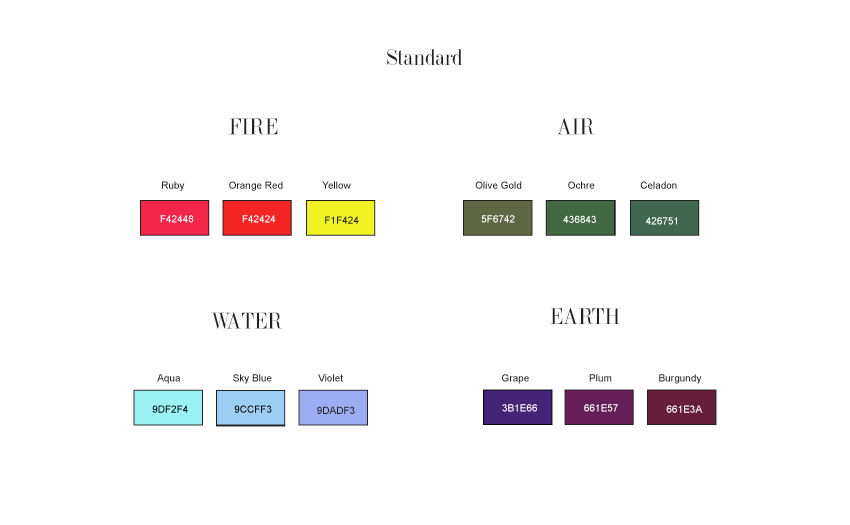 Standard
FIRE
Ruby Orange Red Yellow
F42448 F42424 F1F424
AIR
Olive Gold Ochre Celadon
5F6742 436843 426751
WATER
Aqua Sky Blue Violet
9DF2F4 9CCFF3 9DADF3
EARTH
Grape Plum Burgundy
3B1E66 661E57 661E3A